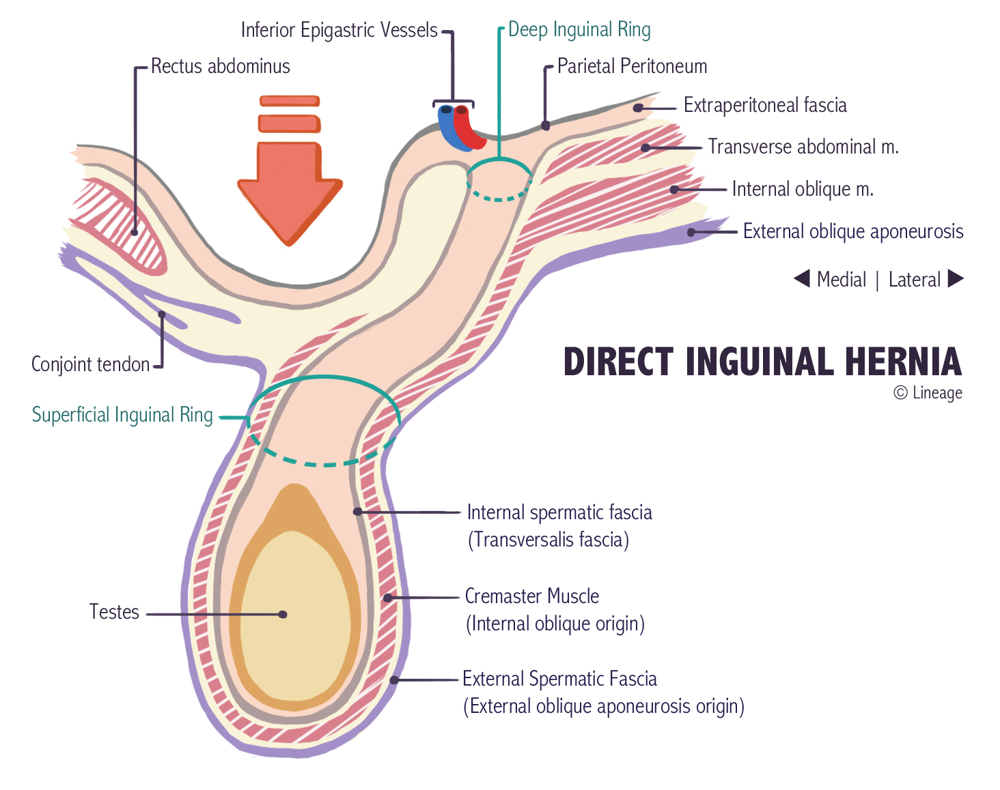 Inferior Epigastric Vessels
Deep Inguinal Ring
Rectus abdominus
Parietal Peritoneum
Extraperitoneal fascia
Transverse abdominal m.
Internal oblique m.
External oblique aponeurosis
◀ Medial | Lateral ▶
DIRECT INGUINAL HERNIA
© Lineage
Conjoint tendon
Superficial Inguinal Ring
Internal spermatic fascia
(Transversalis fascia)
Cremaster Muscle
(Internal oblique origin)
Testes
External Spermatic Fascia
(External oblique aponeurosis origin)